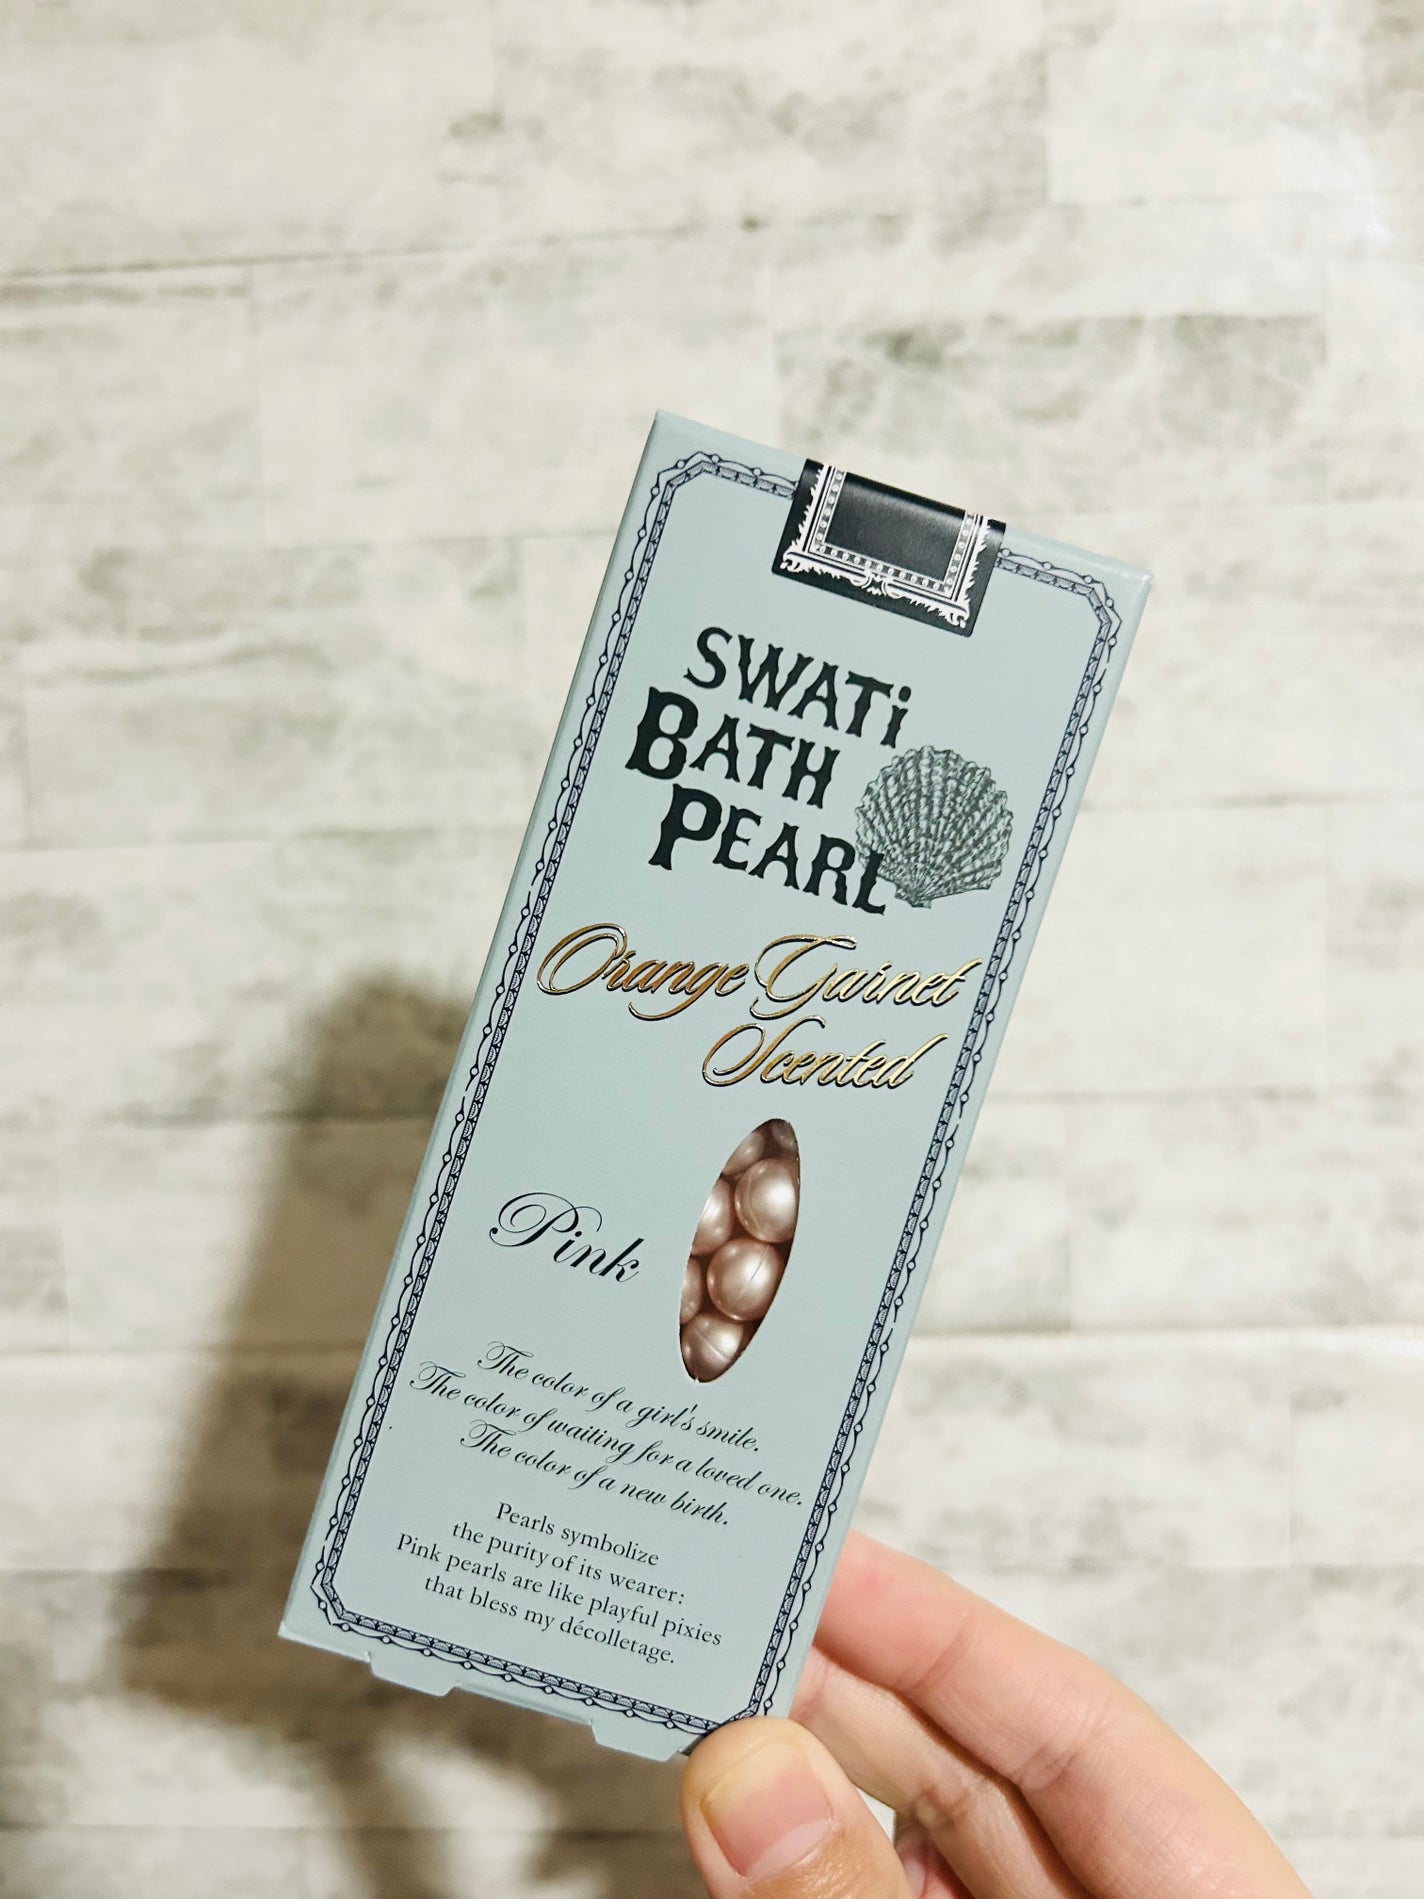 SWATi
BATH
PEARL
Orange Garnet
Scented
Pink
The color of a girl's smile.
The color of waiting for a loved one.
The color of a new birth.
Pearls symbolize
the purity of its wearer:
Pink pearls are like playful pixies
that bless my décolletage.